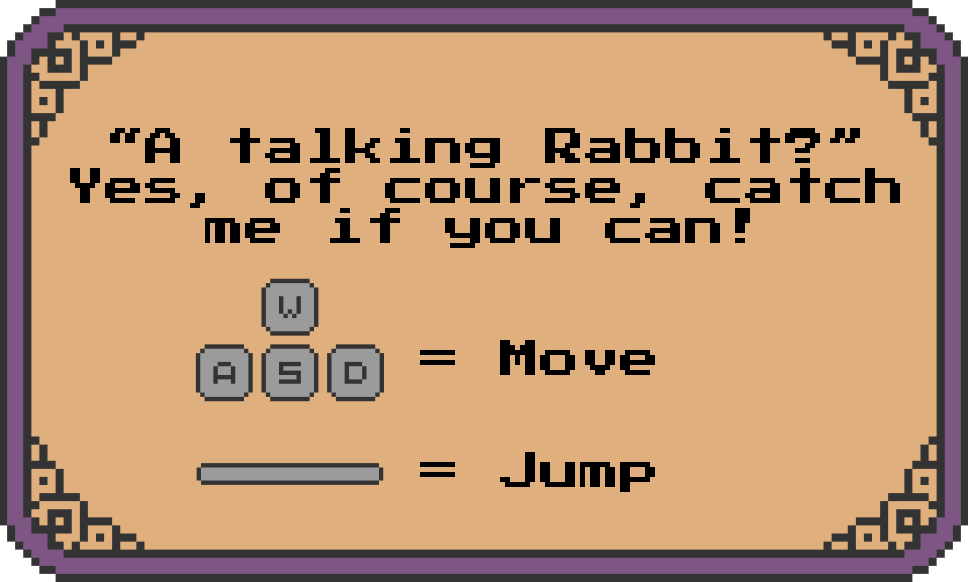 “A talking Rabbit?”
Yes, of course, catch
me if you can!
W
A S D = Move
= Jump